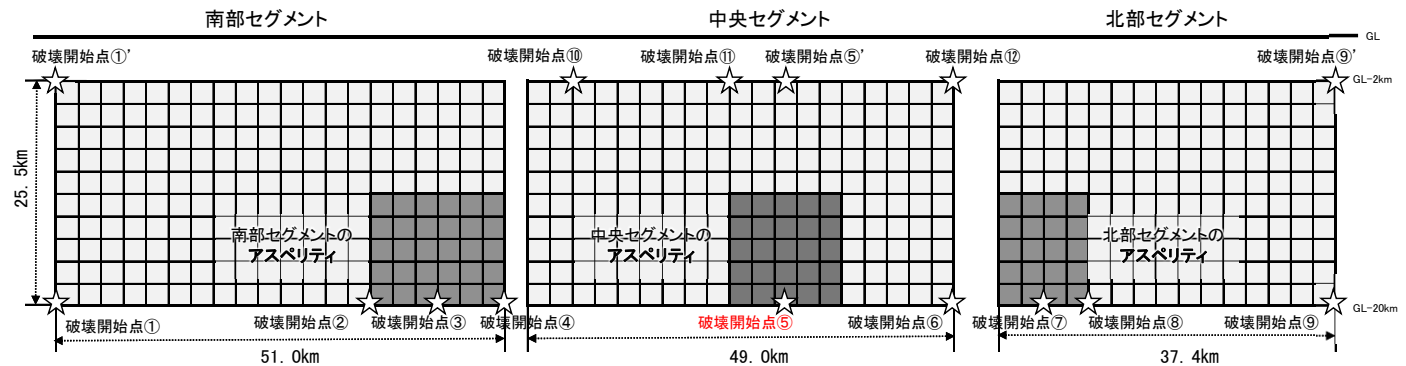 南部セグメント
中央セグメント
北部セグメント
GL
破壊開始点①’
破壊開始点⑩
破壊開始点⑪
破壊開始点⑤’
破壊開始点⑫
破壊開始点⑨’
GL-2km
25.5km
南部セグメントの
アスペリティ
中央セグメントの
アスペリティ
北部セグメントの
アスペリティ
GL-20km
破壊開始点①
破壊開始点②
破壊開始点③
破壊開始点④
破壊開始点⑤
破壊開始点⑥
破壊開始点⑦
破壊開始点⑧
破壊開始点⑨
51.0km
49.0km
37.4km